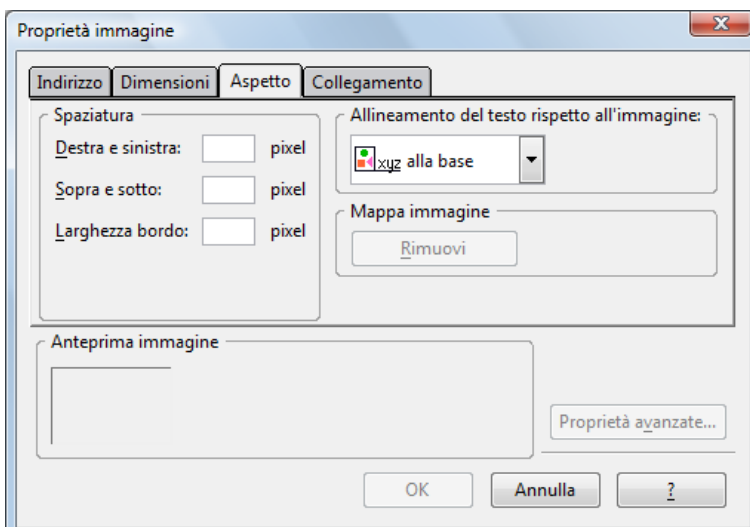 Proprietà immagine
Indirizzo Dimensioni Aspetto Collegamento
Spaziatura
Destra e sinistra: pixel
Sopra e sotto: pixel
Larghezza bordo: pixel
Allineamento del testo rispetto all'immagine:
xyz alla base
Mappa immagine
Rimuovi
Anteprima immagine
Proprietà avanzate...
OK Annulla ?